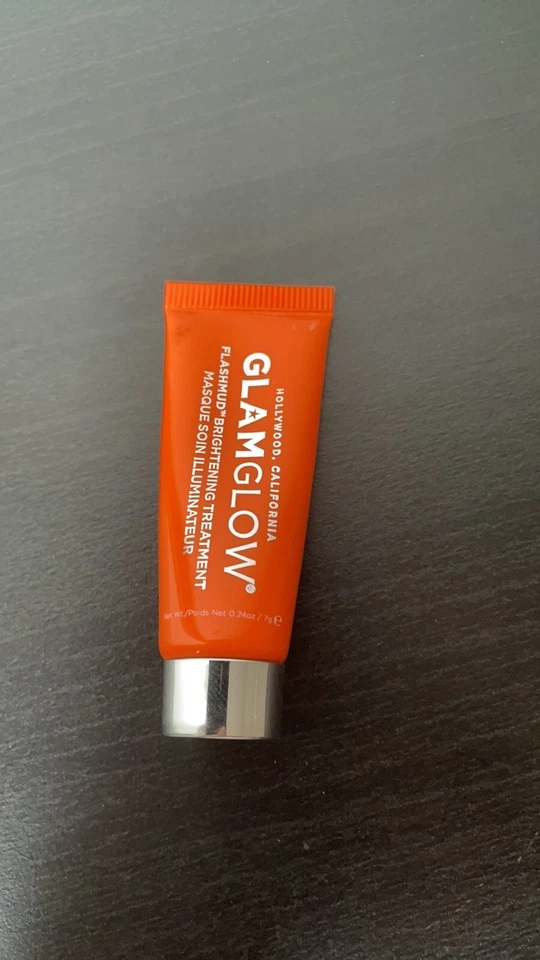 HOLLYWOOD, CALIFORNIA
GLAMGLOW®
FLASHMUD™ BRIGHTENING TREATMENT
MASQUE SOIN ILLUMINATEUR
Net Wt./Poids Net 0.24oz / 7g ℮